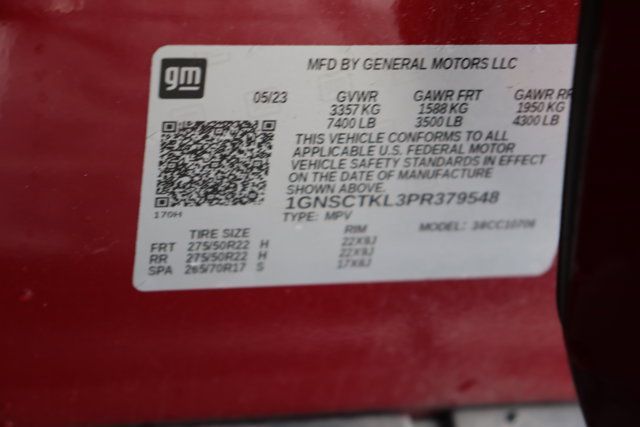 gm
MFD BY GENERAL MOTORS LLC
05/23 GVWR GAWR FRT GAWR RR
3357 KG 1588 KG 1950 KG
7400 LB 3500 LB 4300 LB
THIS VEHICLE CONFORMS TO ALL
APPLICABLE U.S. FEDERAL MOTOR
VEHICLE SAFETY STANDARDS IN EFFECT
ON THE DATE OF MANUFACTURE
SHOWN ABOVE.
1GNSCTKL3PR379548
170H
TYPE: MPV
MODEL:
TIRE SIZE RIM
FRT 275/50R22 H 22X9J
RR 275/50R22 H 22X9J
SPA 265/70R17 S 17X8J